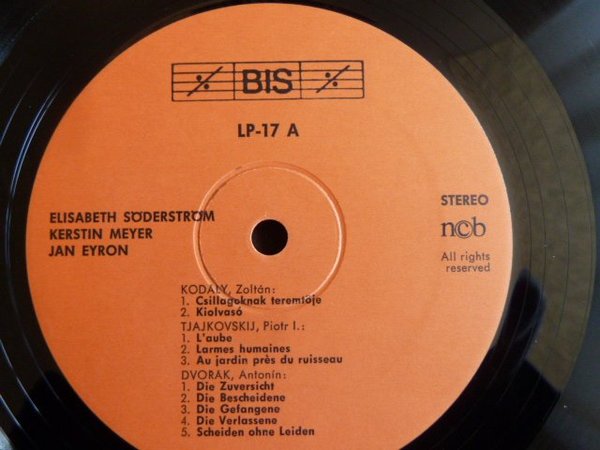 BIS
LP-17 A
ELISABETH SÖDERSTRÖM
KERSTIN MEYER
JAN EYRON
STEREO
ncb
All rights
reserved
KODALY, Zoltán:
1. Csillagoknak teremtöje
2. Kiolvasó
TJAJKOVSKIJ, Piotr I.:
1. L'aube
2. Larmes humaines
3. Au jardin près du ruisseau
DVORAK, Antonín:
1. Die Zuversicht
2. Die Bescheidene
3. Die Gefangene
4. Die Verlassene
5. Scheiden ohne Leiden